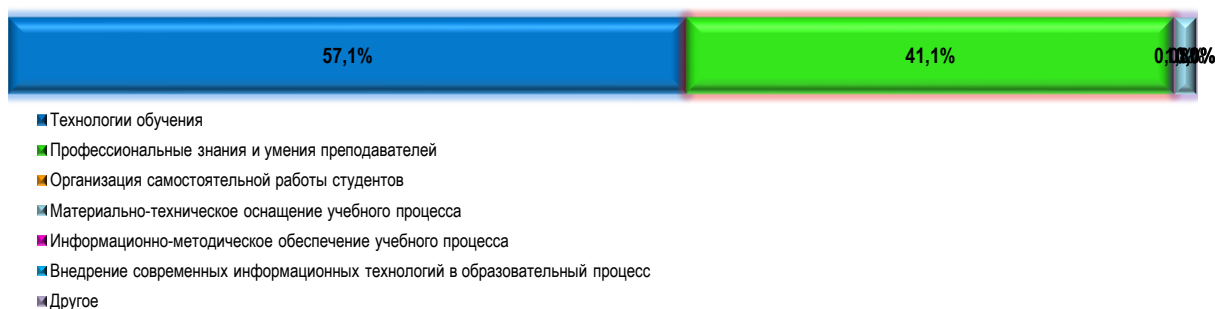 57,1% 41,1%
Технологии обучения
Профессиональные знания и умения преподавателей
Организация самостоятельной работы студентов
Материально-техническое оснащение учебного процесса
Информационно-методическое обеспечение учебного процесса
Внедрение современных информационных технологий в образовательный процесс
Другое